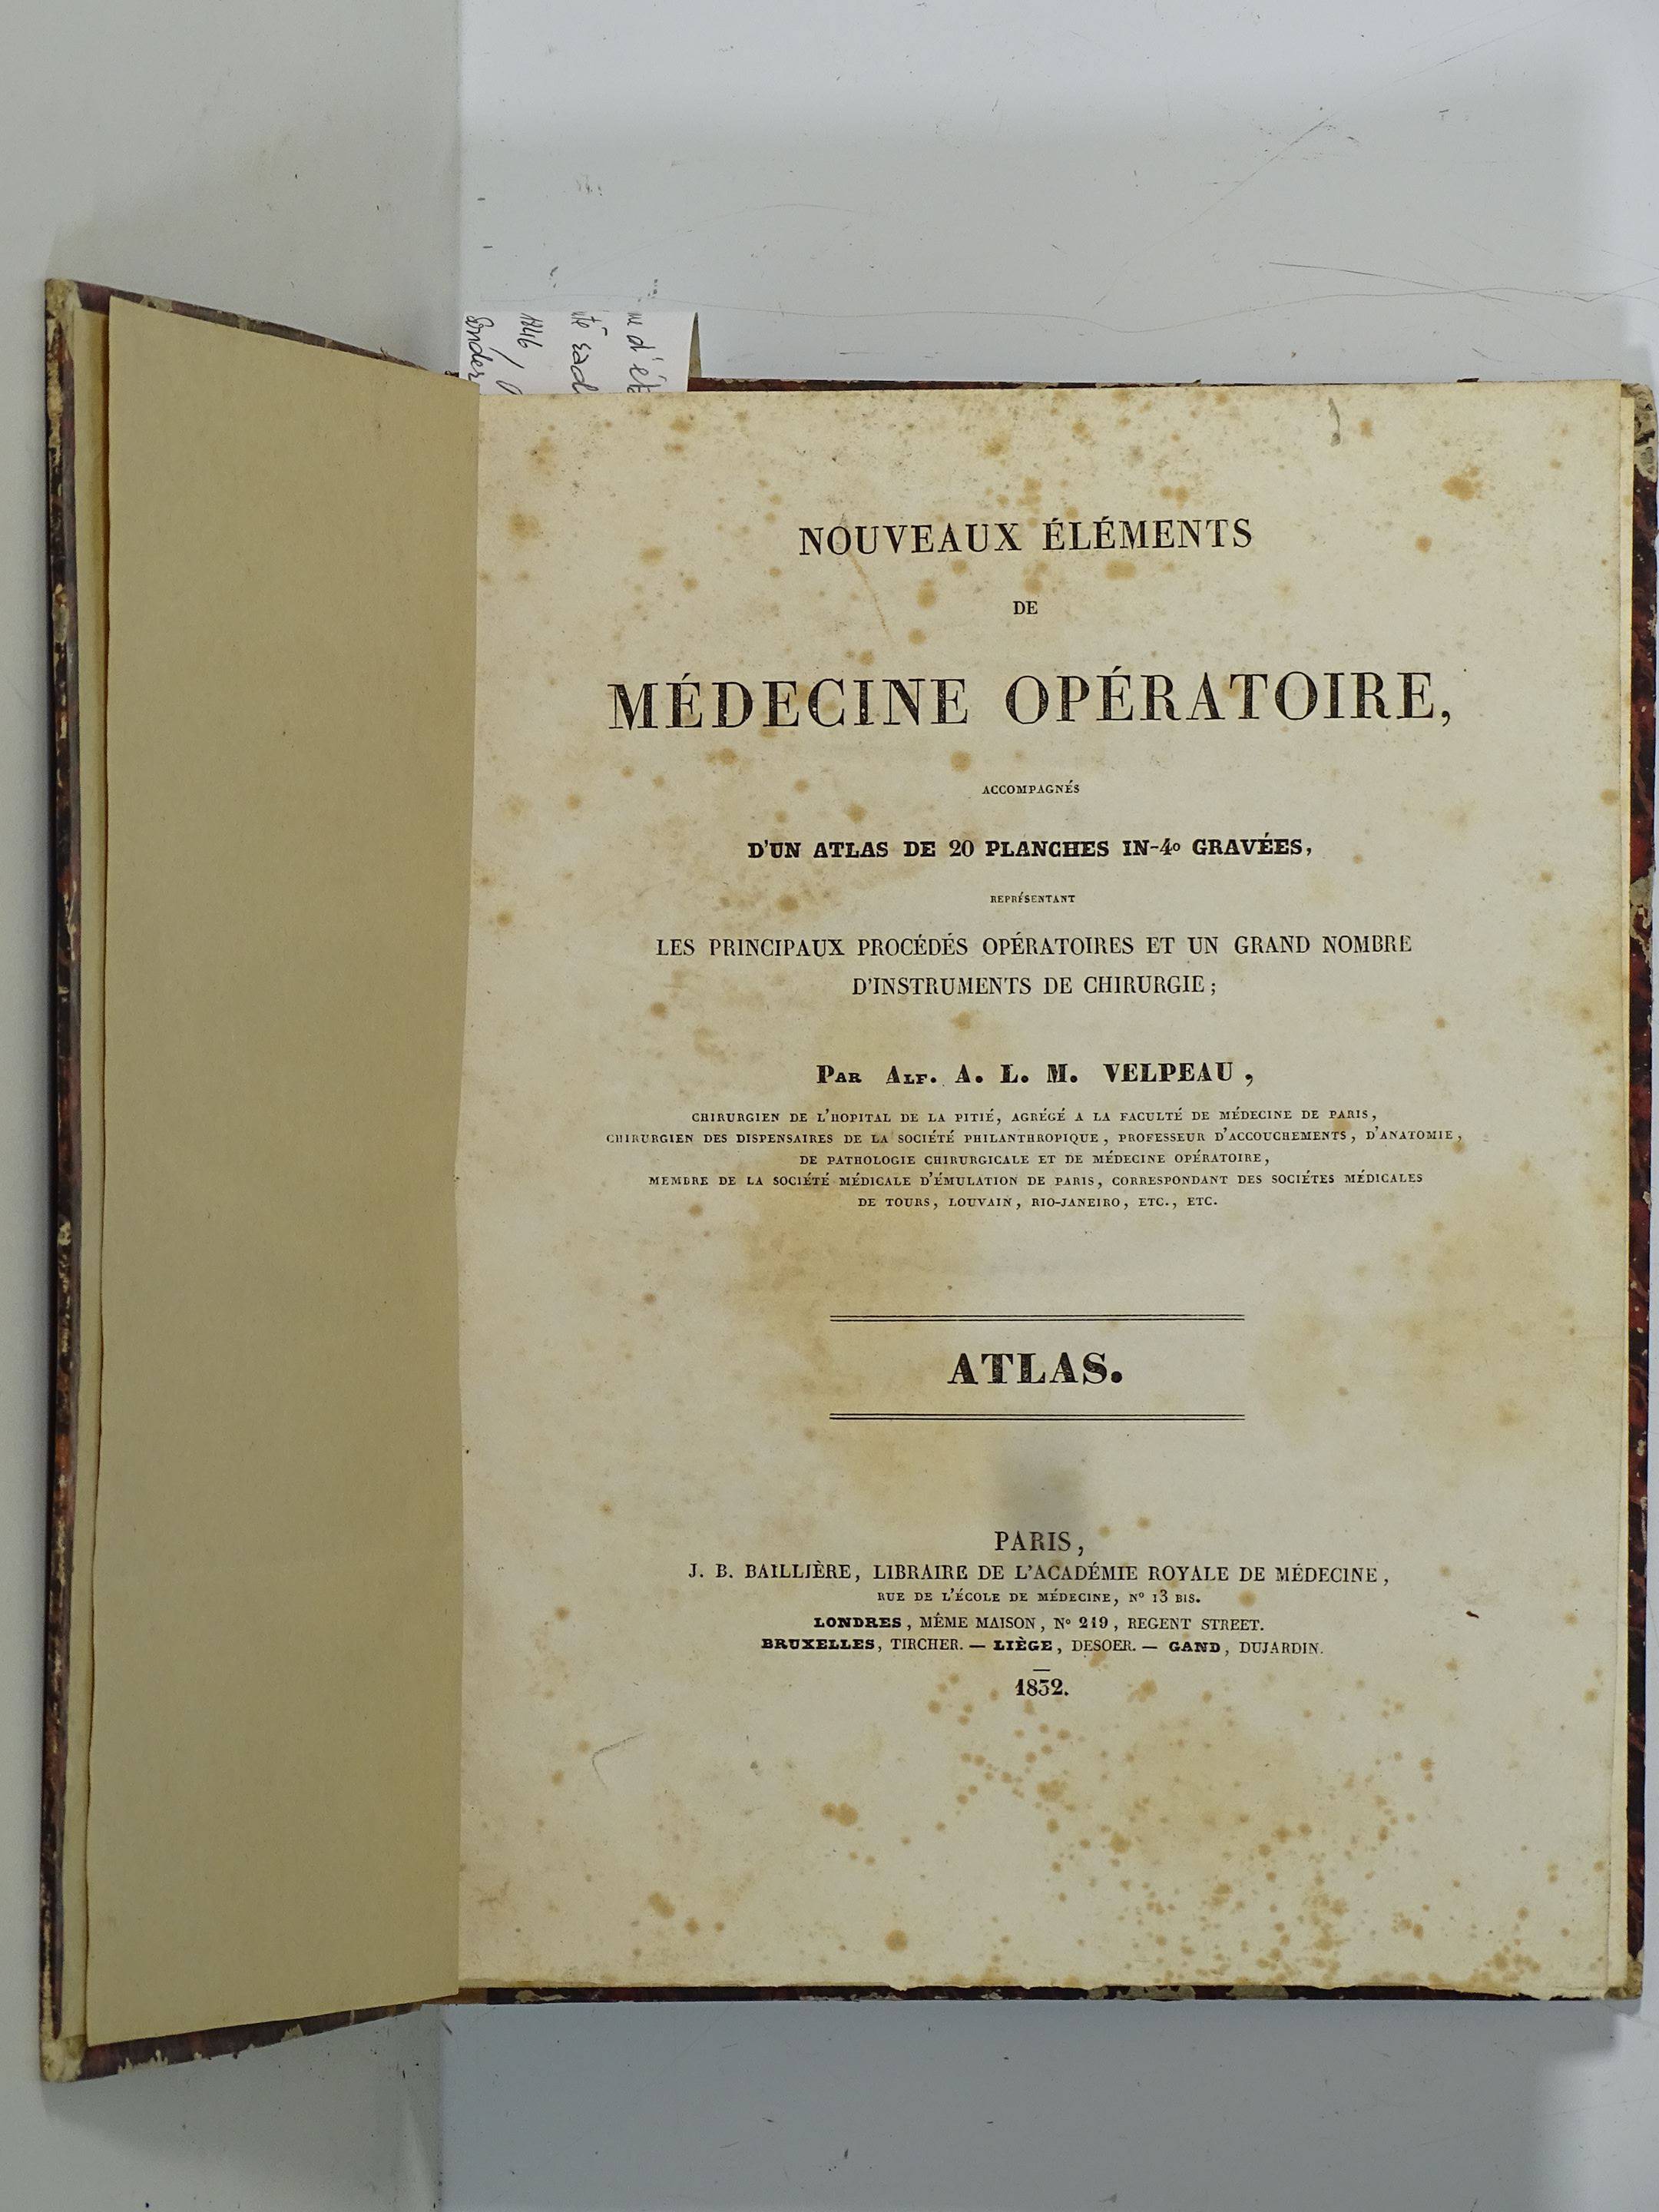 NOUVEAUX ÉLÉMENTS
DE
MÉDECINE OPÉRATOIRE,
ACCOMPAGNÉS
D'UN ATLAS DE 20 PLANCHES IN-4o GRAVÉES,
REPRÉSENTANT
LES PRINCIPAUX PROCÉDÉS OPÉRATOIRES ET UN GRAND NOMBRE
D'INSTRUMENTS DE CHIRURGIE;
PAR ALF. A. L. M. VELPEAU,
CHIRURGIEN DE L'HOPITAL DE LA PITIÉ, AGRÉGÉ A LA FACULTÉ DE MÉDECINE DE PARIS,
CHIRURGIEN DES DISPENSAIRES DE LA SOCIÉTÉ PHILANTHROPIQUE, PROFESSEUR D'ACCOUCHEMENTS, D'ANATOMIE,
DE PATHOLOGIE CHIRURGICALE ET DE MÉDECINE OPÉRATOIRE,
MEMBRE DE LA SOCIÉTÉ MÉDICALE D'ÉMULATION DE PARIS, CORRESPONDANT DES SOCIÉTES MÉDICALES
DE TOURS, LOUVAIN, RIO-JANEIRO, ETC., ETC.
ATLAS.
PARIS,
J. B. BAILLIÈRE, LIBRAIRE DE L'ACADÉMIE ROYALE DE MÉDECINE,
RUE DE L'ÉCOLE DE MÉDECINE, No 13 BIS.
LONDRES, MÊME MAISON, No 219, REGENT STREET.
BRUXELLES, TIRCHER. — LIÈGE, DESOER. — GAND, DUJARDIN.
1832.